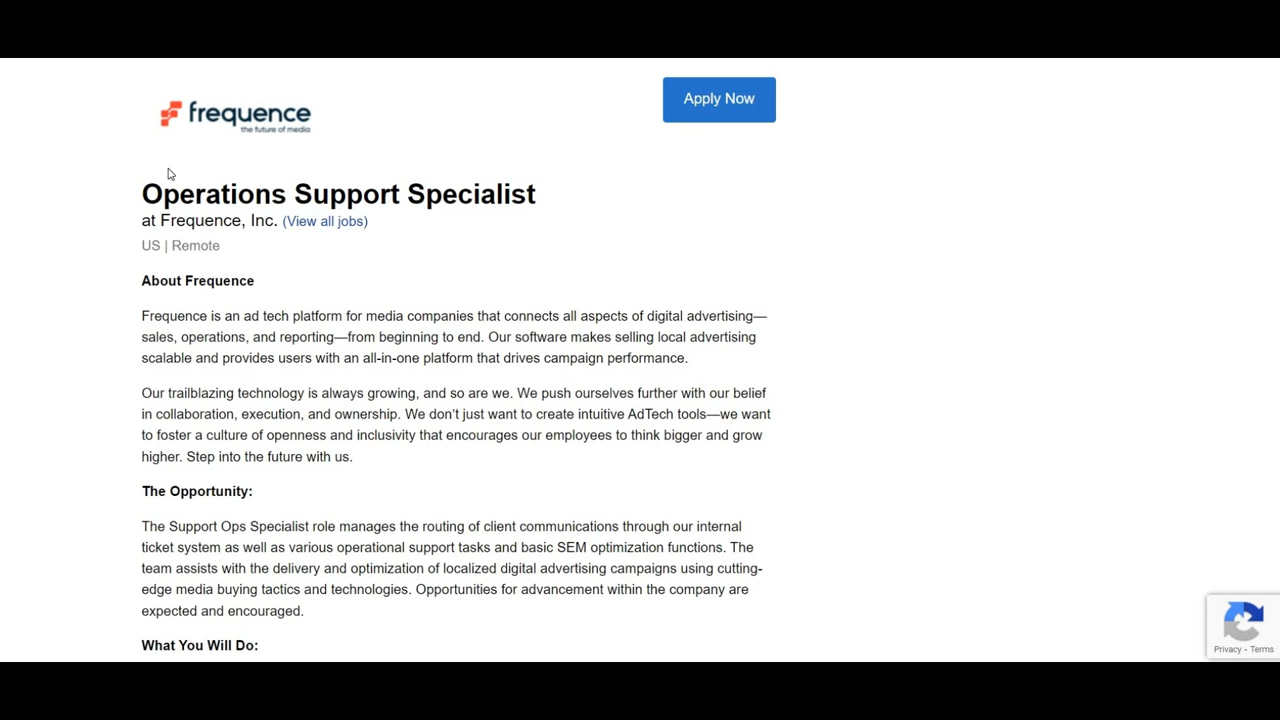 frequence
the future of media
Apply Now
Operations Support Specialist
at Frequence, Inc. (View all jobs)
US | Remote
About Frequence
Frequence is an ad tech platform for media companies that connects all aspects of digital advertising—
sales, operations, and reporting—from beginning to end. Our software makes selling local advertising
scalable and provides users with an all-in-one platform that drives campaign performance.
Our trailblazing technology is always growing, and so are we. We push ourselves further with our belief
in collaboration, execution, and ownership. We don’t just want to create intuitive AdTech tools—we want
to foster a culture of openness and inclusivity that encourages our employees to think bigger and grow
higher. Step into the future with us.
The Opportunity:
The Support Ops Specialist role manages the routing of client communications through our internal
ticket system as well as various operational support tasks and basic SEM optimization functions. The
team assists with the delivery and optimization of localized digital advertising campaigns using cutting-
edge media buying tactics and technologies. Opportunities for advancement within the company are
expected and encouraged.
What You Will Do:
Privacy - Terms